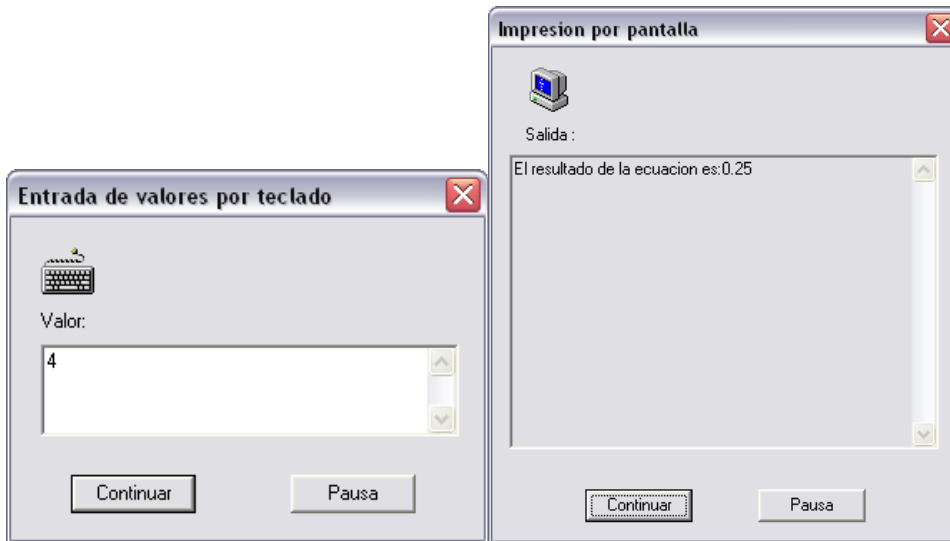 Entrada de valores por teclado
Valor:
4
Continuar
Pausa
Impresion por pantalla
Salida :
El resultado de la ecuacion es:0.25
Continuar
Pausa